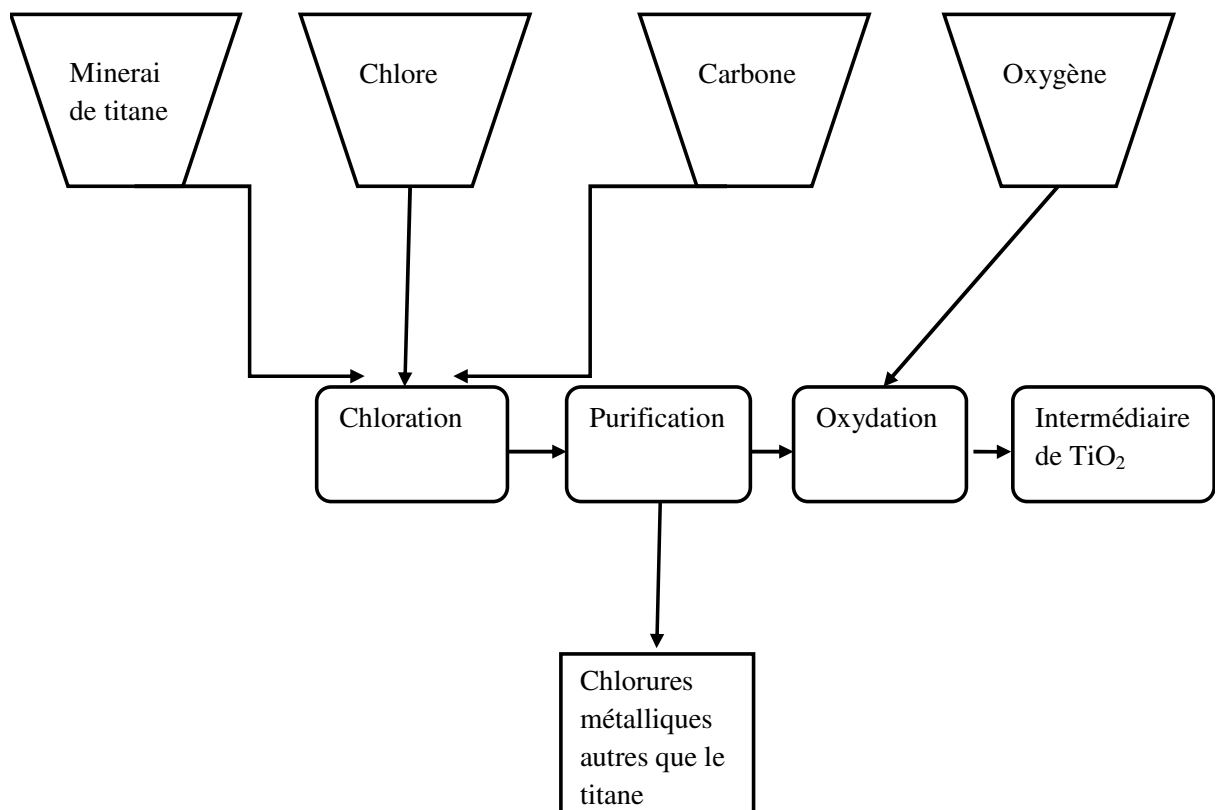 Minerai
de titane
Chlore
Carbone
Oxygène
Chloration
Purification
Oxydation
Intermédiaire
de TiO₂
Chlorures
métalliques
autres que le
titane